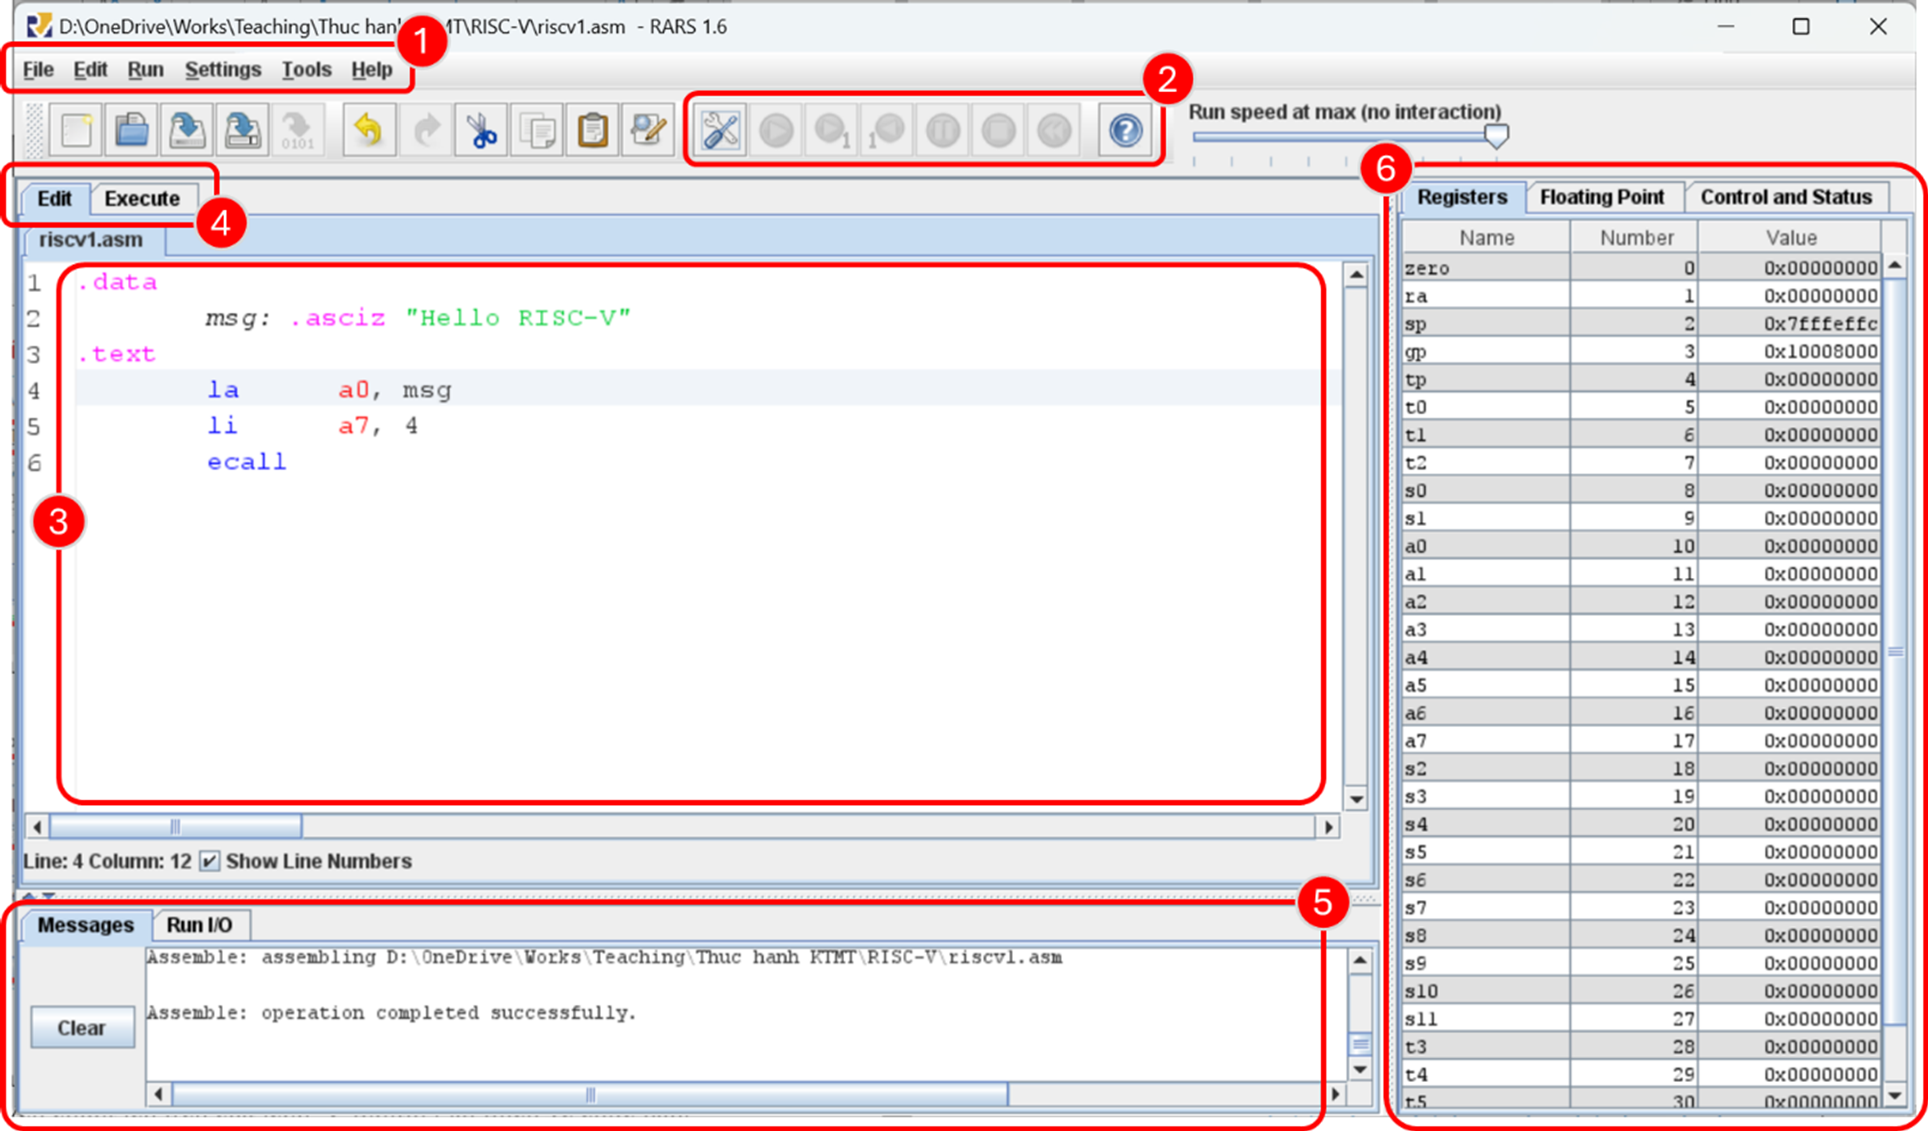 D:\OneDrive\Works\Teaching\Thuc han MT\RISC-V\riscv1.asm - RARS 1.6
1
File Edit Run Settings Tools Help
2
0101
1
1
Run speed at max (no interaction)
4
Edit Execute
riscv1.asm
3
1 .data
2 msg: .asciz "Hello RISC-V"
3 .text
4 la a0, msg
5 li a7, 4
6 ecall
Line: 4 Column: 12 Show Line Numbers
5
Messages Run I/O
Assemble: assembling D:\OneDrive\Works\Teaching\Thuc hanh KTMT\RISC-V\riscv1.asm
Assemble: operation completed successfully.
Clear
6
Registers Floating Point Control and Status
Name Number Value
zero 0 0x00000000
ra 1 0x00000000
sp 2 0x7fffeffc
gp 3 0x10008000
tp 4 0x00000000
t0 5 0x00000000
t1 6 0x00000000
t2 7 0x00000000
s0 8 0x00000000
s1 9 0x00000000
a0 10 0x00000000
a1 11 0x00000000
a2 12 0x00000000
a3 13 0x00000000
a4 14 0x00000000
a5 15 0x00000000
a6 16 0x00000000
a7 17 0x00000000
s2 18 0x00000000
s3 19 0x00000000
s4 20 0x00000000
s5 21 0x00000000
s6 22 0x00000000
s7 23 0x00000000
s8 24 0x00000000
s9 25 0x00000000
s10 26 0x00000000
s11 27 0x00000000
t3 28 0x00000000
t4 29 0x00000000
t5 30 0x00000000